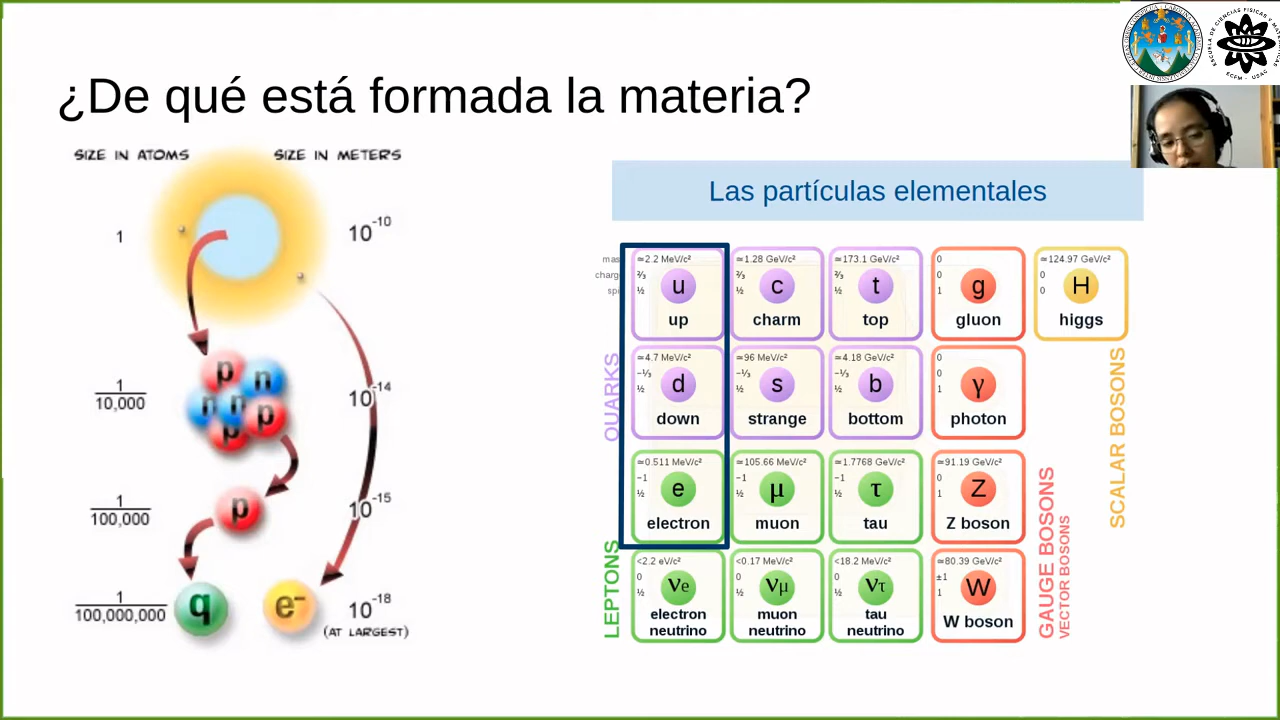 ¿De qué está formada la materia?
SIZE IN ATOMS
SIZE IN METERS
1
10⁻¹⁰
1
10,000
10⁻¹⁴
1
100,000
10⁻¹⁵
1
100,000,000
10⁻¹⁸
(AT LARGEST)
p
n
n
n
p
p
p
q
e⁻
Las partículas elementales
QUARKS
LEPTONS
≃2.2 MeV/c²
⅔
½
u
up
≃1.28 GeV/c²
⅔
½
c
charm
≃173.1 GeV/c²
⅔
½
t
top
0
0
1
g
gluon
≃124.97 GeV/c²
0
0
H
higgs
≃4.7 MeV/c²
−⅓
½
d
down
≃96 MeV/c²
−⅓
½
s
strange
≃4.18 GeV/c²
−⅓
½
b
bottom
0
0
1
γ
photon
≃0.511 MeV/c²
−1
½
e
electron
≃105.66 MeV/c²
−1
½
μ
muon
≃1.7768 GeV/c²
−1
½
τ
tau
≃91.19 GeV/c²
0
1
Z
Z boson
<2.2 eV/c²
0
½
νe
electron
neutrino
<0.17 MeV/c²
0
½
νμ
muon
neutrino
<18.2 MeV/c²
0
½
ντ
tau
neutrino
≃80.39 GeV/c²
±1
1
W
W boson
GAUGE BOSONS
VECTOR BOSONS
SCALAR BOSONS
ECFM - USAC